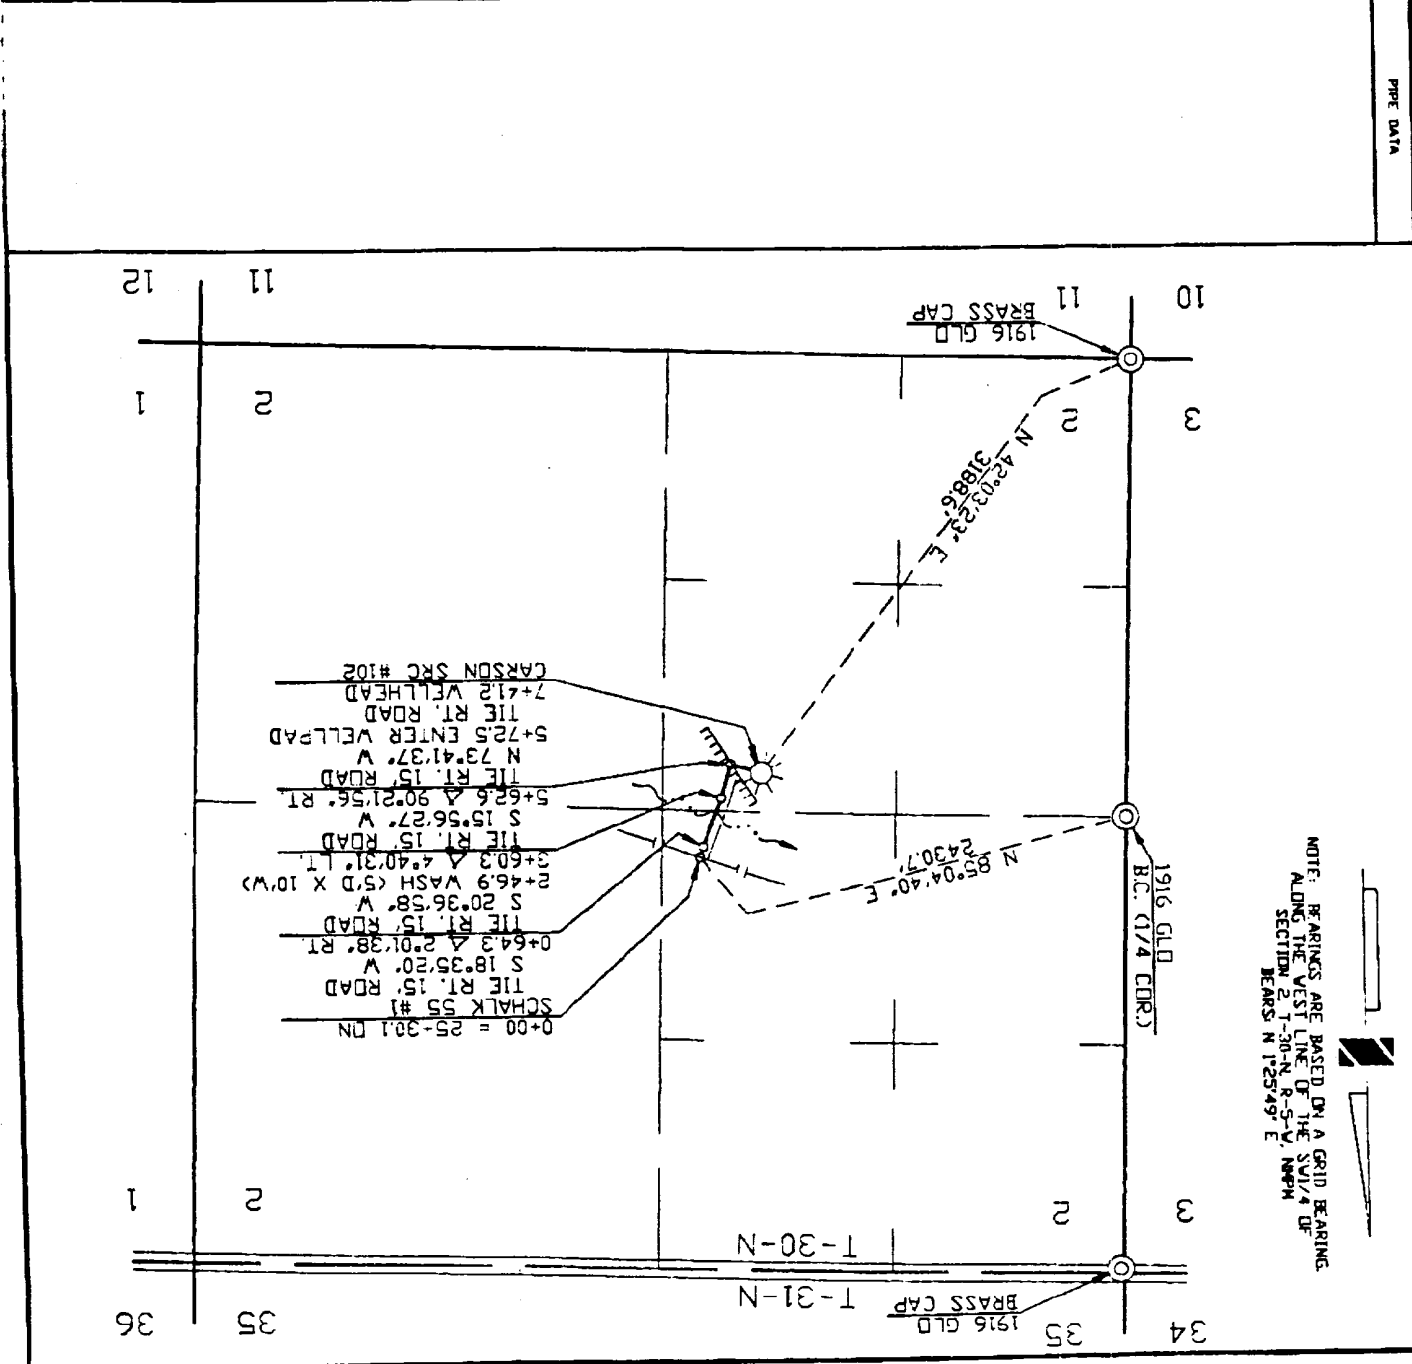 34
35
1916 GLO
BRASS CAP
35
36
T-31-N
T-30-N
3
2
2
1
0+00 = 25-30.1 ON
SCHALK 55 #1
TIE RT. 15' ROAD
S 18°35'20" W
0+64.3 △ 2°01'38" RT.
TIE RT. 15' ROAD
S 20°36'58" W
2+46.9 WASH (5'D X 10'W)
3+60.3 △ 4°40'31" LT.
TIE RT. 15' ROAD
S 15°56'27" W
5+62.6 △ 90°21'56" RT.
TIE RT. 15' ROAD
N 73°41'37" W
5+72.5 ENTER WELLPAD
TIE RT. ROAD
7+41.2 WELLHEAD
CARSON SRC #102
N 85°04'40" E
2430.7'
1916 GLO
B.C. (1/4 COR.)
N 42°03'23" E
3188.6'
3
2
2
1
1916 GLO
BRASS CAP
10
11
11
12
NOTE: BEARINGS ARE BASED ON A GRID BEARING
ALONG THE WEST LINE OF THE SW1/4 OF
SECTION 2 T-30-N, R-5-W, NMPM
BEARS: N 1°25'49" E
PIPE DATA